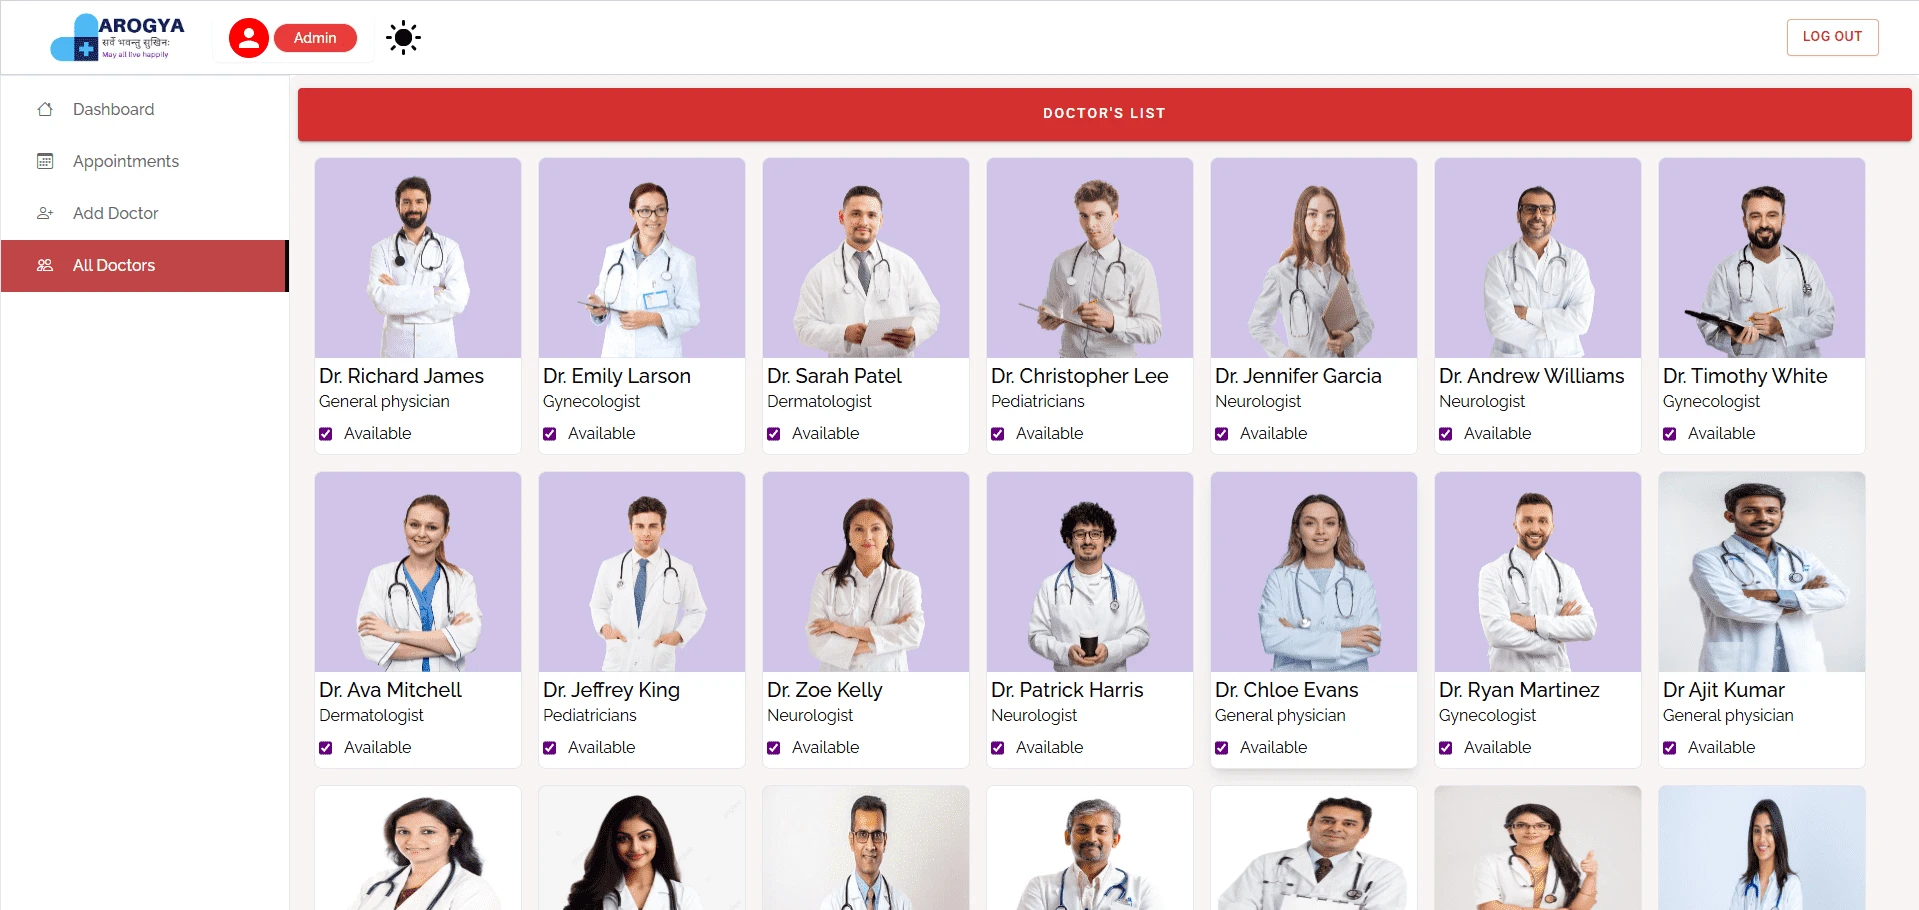 AROGYA
सर्वे भवन्तु सुखिनः
May all live happily
Admin
LOG OUT
Dashboard
Appointments
Add Doctor
All Doctors
DOCTOR'S LIST
Dr. Richard James
General physician
Available
Dr. Emily Larson
Gynecologist
Available
Dr. Sarah Patel
Dermatologist
Available
Dr. Christopher Lee
Pediatricians
Available
Dr. Jennifer Garcia
Neurologist
Available
Dr. Andrew Williams
Neurologist
Available
Dr. Timothy White
Gynecologist
Available
Dr. Ava Mitchell
Dermatologist
Available
Dr. Jeffrey King
Pediatricians
Available
Dr. Zoe Kelly
Neurologist
Available
Dr. Patrick Harris
Neurologist
Available
Dr. Chloe Evans
General physician
Available
Dr. Ryan Martinez
Gynecologist
Available
Dr Ajit Kumar
General physician
Available